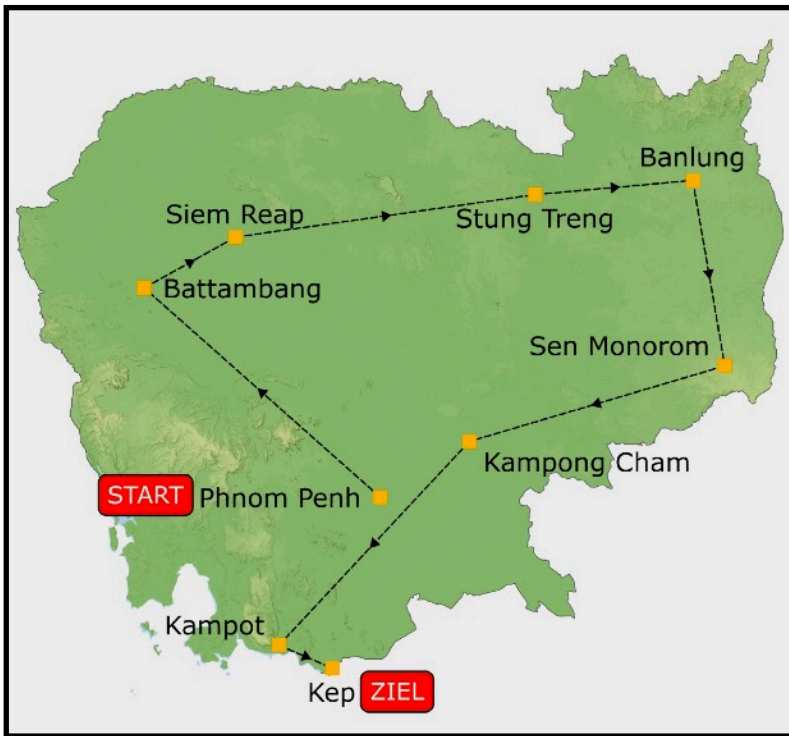 Banlung
Siem Reap
Stung Treng
Battambang
Sen Monorom
Kampong Cham
START Phnom Penh
Kampot
Kep ZIEL